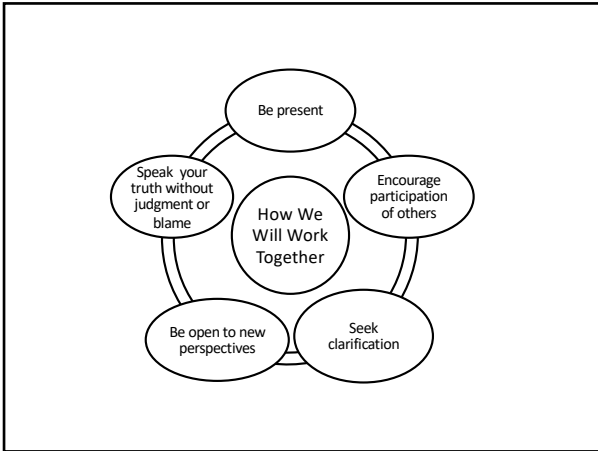 Be present
Encourage
participation
of others
Seek
clarification
Be open to new
perspectives
Speak your
truth without
judgment or
blame
How We
Will Work
Together